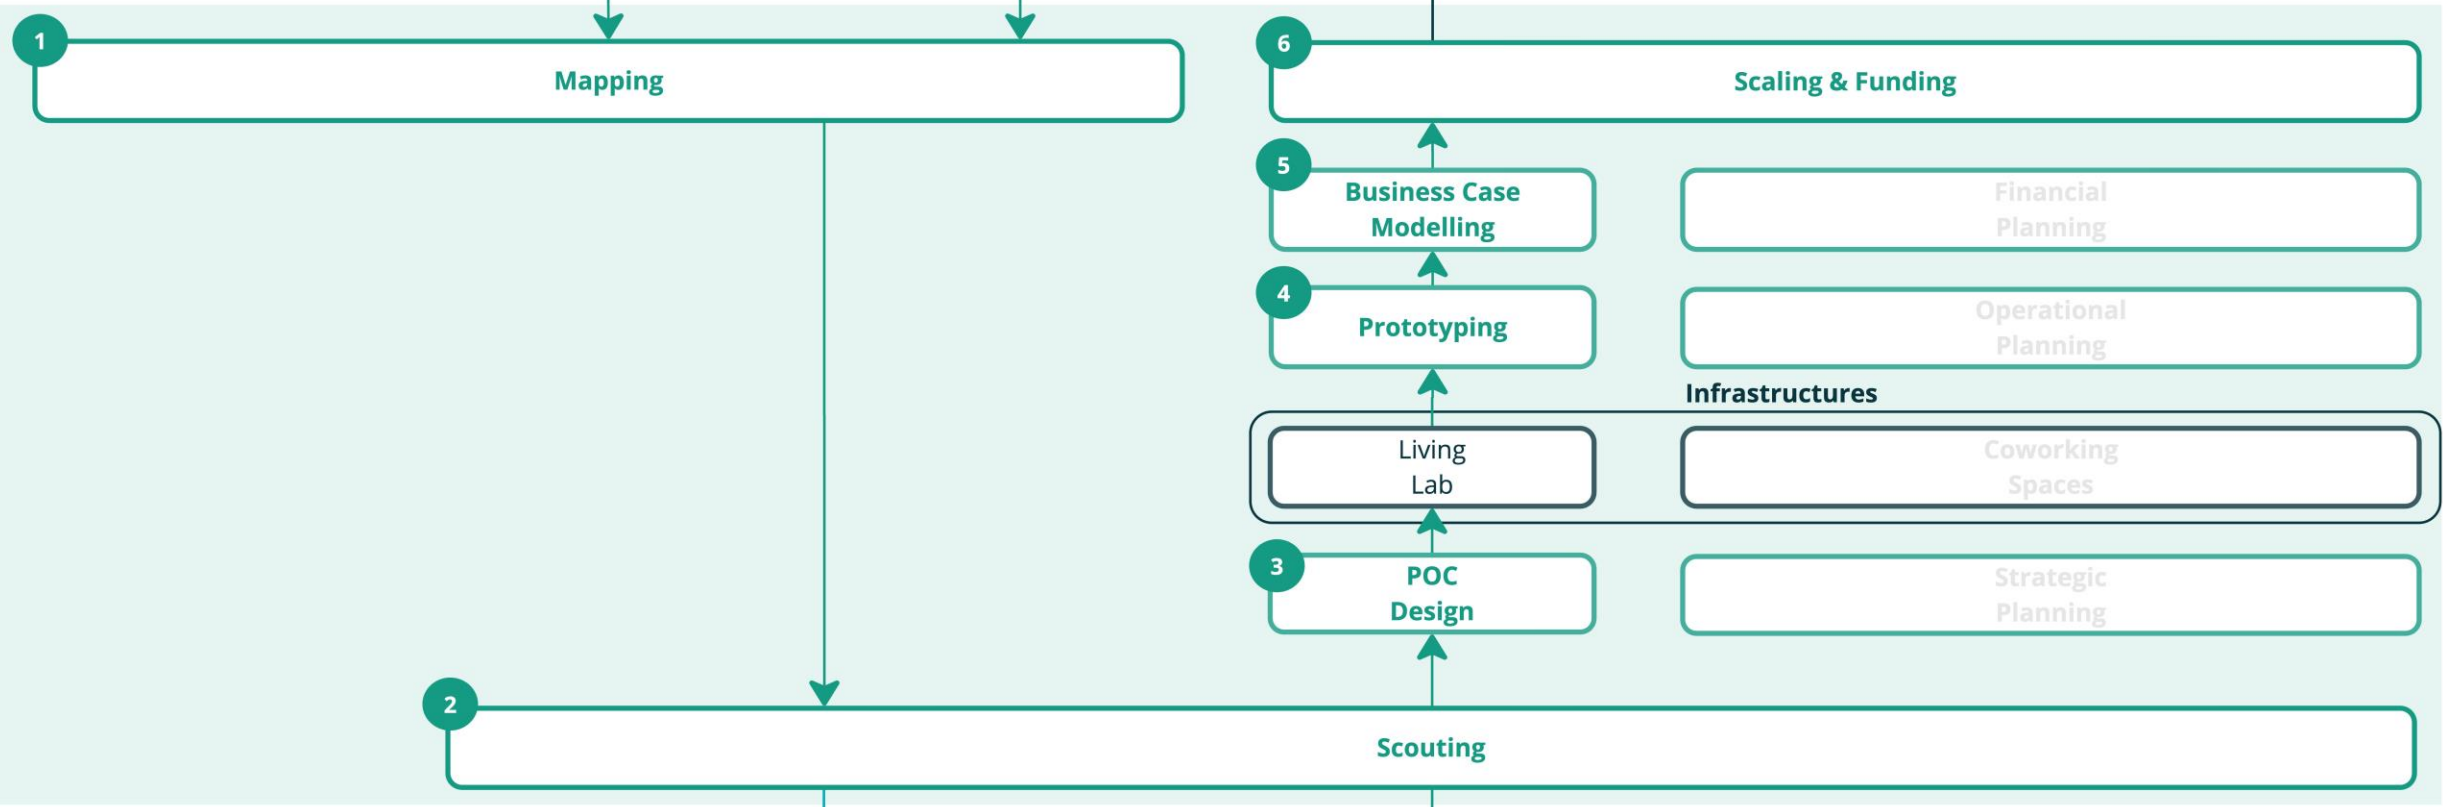 1
Mapping
6
Scaling & Funding
5
Business Case
Modelling
Financial
Planning
4
Prototyping
Operational
Planning
Infrastructures
Living
Lab
Coworking
Spaces
3
POC
Design
Strategic
Planning
2
Scouting